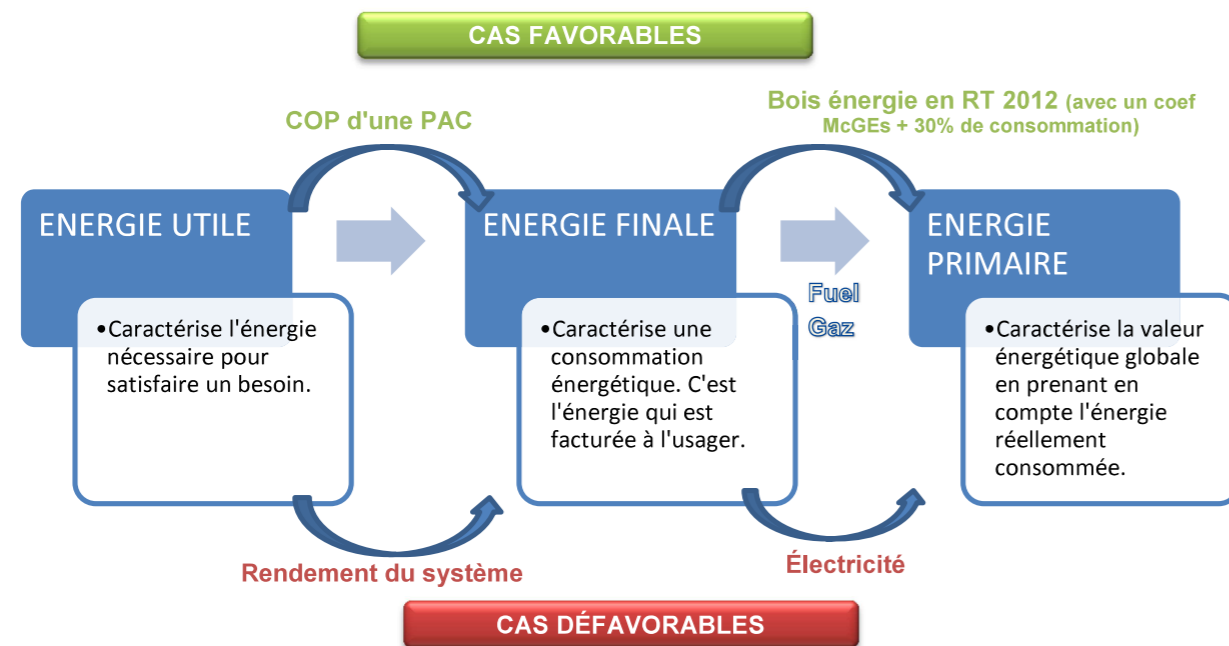 CAS FAVORABLES
COP d'une PAC
Bois énergie en RT 2012 (avec un coef
McGEs + 30% de consommation)
ENERGIE UTILE
•Caractérise l'énergie
nécessaire pour
satisfaire un besoin.
ENERGIE FINALE
•Caractérise une
consommation
énergétique. C'est
l'énergie qui est
facturée à l'usager.
Fuel
Gaz
ENERGIE
PRIMAIRE
•Caractérise la valeur
énergétique globale
en prenant en
compte l'énergie
réellement
consommée.
Rendement du système
Électricité
CAS DÉFAVORABLES